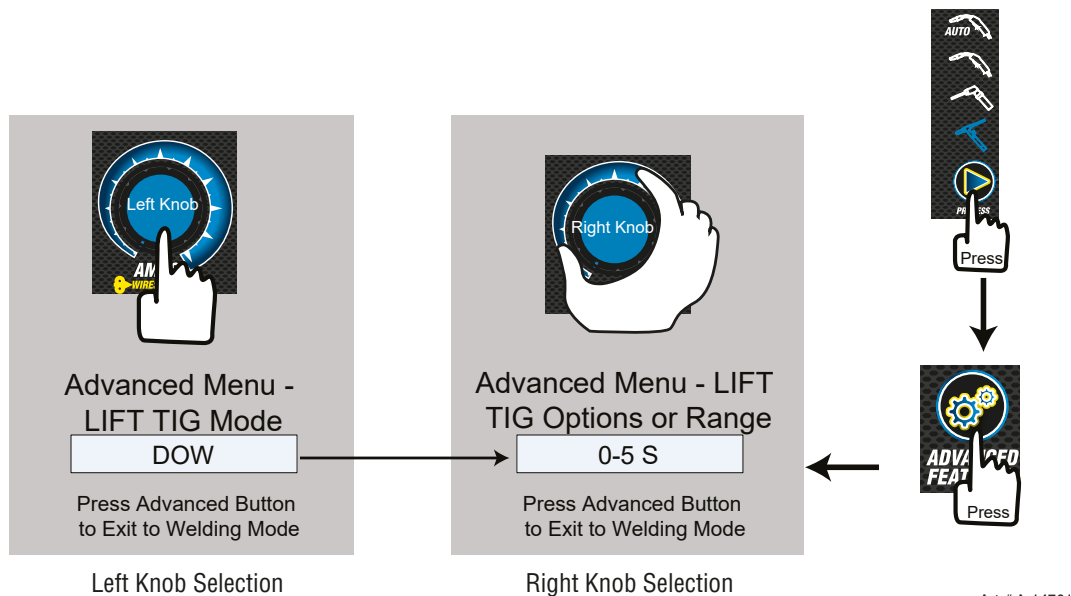 AUTO
Left Knob
Right Knob
Press
Advanced Menu -
LIFT TIG Mode
DOW
Press Advanced Button
to Exit to Welding Mode
Left Knob Selection
Advanced Menu - LIFT
TIG Options or Range
0-5 S
Press Advanced Button
to Exit to Welding Mode
Right Knob Selection
Press